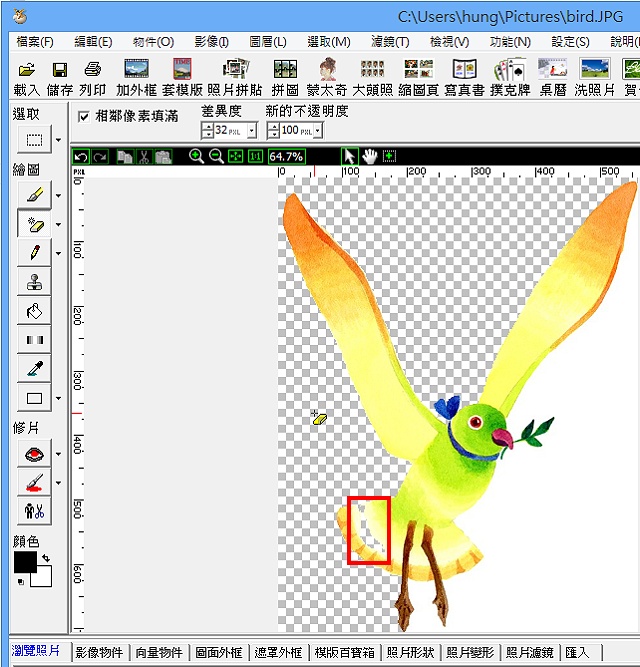 C:\Users\hung\Pictures\bird.JPG
檔案(F) 編輯(E) 物件(O) 影像(I) 圖層(L) 選取(M) 濾鏡(T) 檢視(V) 功能(N) 設定(S) 說明(
載入 儲存 列印 加外框 套模版 照片拼貼 拼圖 蒙太奇 大頭照 縮圖頁 寫真書 撲克牌 桌曆 洗照片 賀
選取
相鄰像素填滿 差異度 32 PXL 新的不透明度 100 PXL
64.7%
繪圖
PXL 0 100 200 300 400 500
0
100
200
300
400
500
600
修片
顏色
瀏覽照片 影像物件 向量物件 圖面外框 遮罩外框 模版百寶箱 照片形狀 照片變形 照片濾鏡 匯入